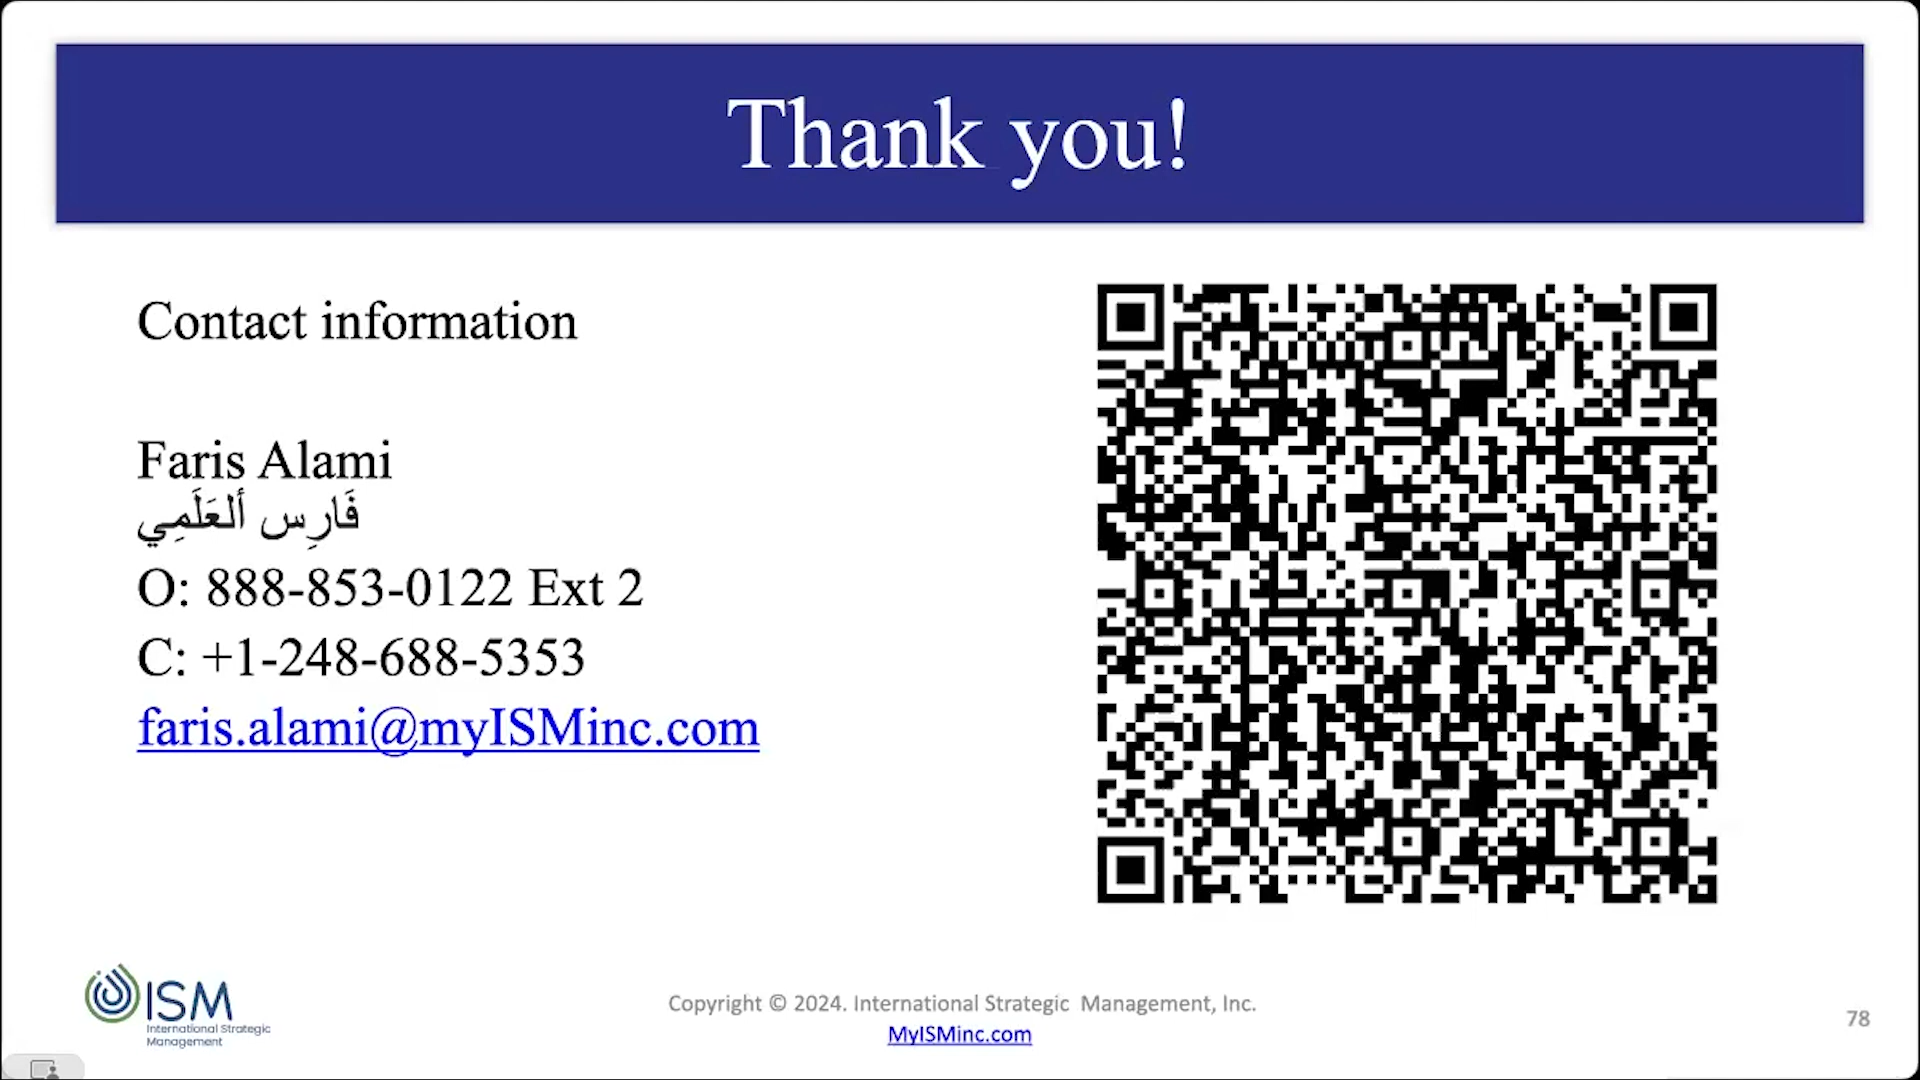 Thank you!
Contact information
Faris Alami
فَارِس ألعَلَمِي
O: 888-853-0122 Ext 2
C: +1-248-688-5353
faris.alami@myISMinc.com
ISM
International Strategic
Management
Copyright © 2024. International Strategic Management, Inc.
MyISMinc.com
78